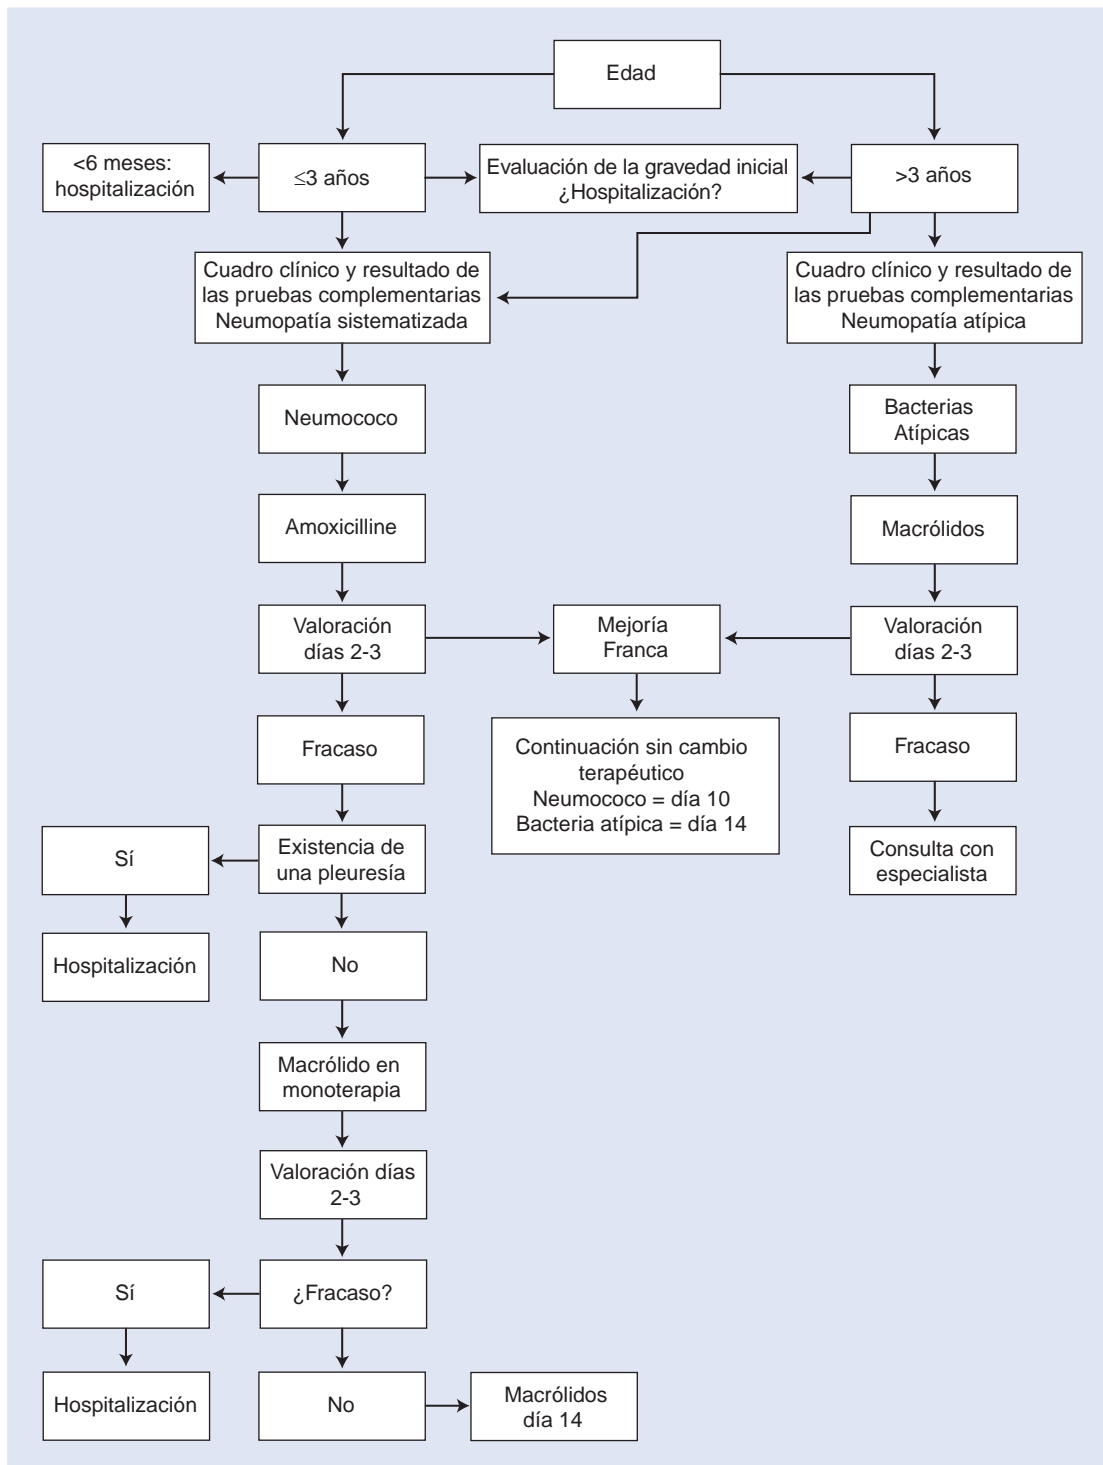 Edad
<6 meses:
hospitalización
≤3 años
Evaluación de la gravedad inicial
¿Hospitalización?
>3 años
Cuadro clínico y resultado de
las pruebas complementarias
Neumopatía sistematizada
Cuadro clínico y resultado de
las pruebas complementarias
Neumopatía atípica
Neumococo
Bacterias
Atípicas
Amoxicilline
Macrólidos
Valoración
días 2-3
Mejoría
Franca
Valoración
días 2-3
Fracaso
Continuación sin cambio
terapéutico
Neumococo = día 10
Bacteria atípica = día 14
Fracaso
Sí
Existencia de
una pleuresía
Consulta con
especialista
Hospitalización
No
Macrólido en
monoterapia
Valoración días
2-3
Sí
¿Fracaso?
Hospitalización
No
Macrólidos
día 14